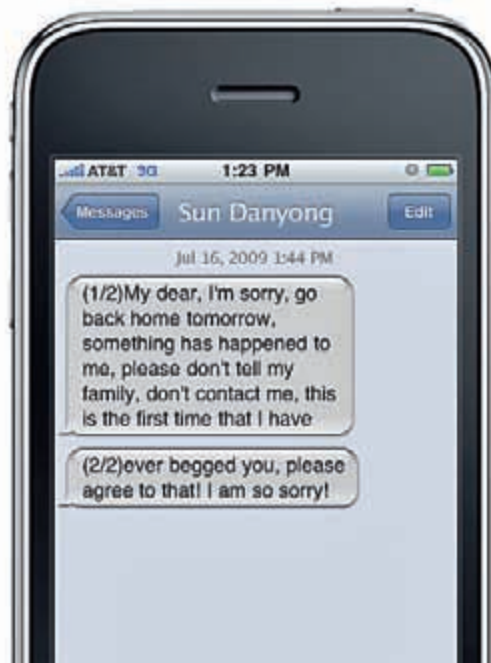 AT&T 3G 1:23 PM
Messages Sun Danyong Edit
Jul 16, 2009 1:44 PM
(1/2)My dear, I'm sorry, go
back home tomorrow,
something has happened to
me, please don't tell my
family, don't contact me, this
is the first time that I have
(2/2)ever begged you, please
agree to that! I am so sorry!